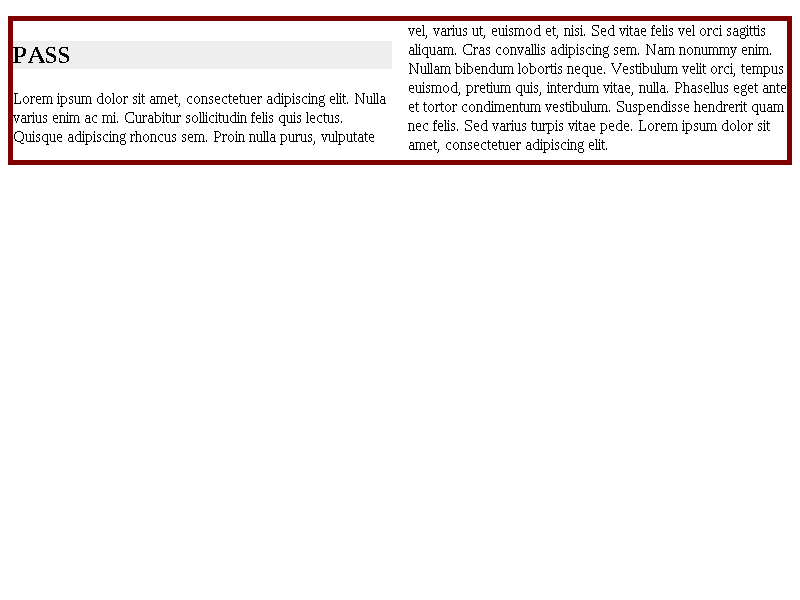 PASS
Lorem ipsum dolor sit amet, consectetuer adipiscing elit. Nulla
varius enim ac mi. Curabitur sollicitudin felis quis lectus.
Quisque adipiscing rhoncus sem. Proin nulla purus, vulputate
vel, varius ut, euismod et, nisi. Sed vitae felis vel orci sagittis
aliquam. Cras convallis adipiscing sem. Nam nonummy enim.
Nullam bibendum lobortis neque. Vestibulum velit orci, tempus
euismod, pretium quis, interdum vitae, nulla. Phasellus eget ante
et tortor condimentum vestibulum. Suspendisse hendrerit quam
nec felis. Sed varius turpis vitae pede. Lorem ipsum dolor sit
amet, consectetuer adipiscing elit.